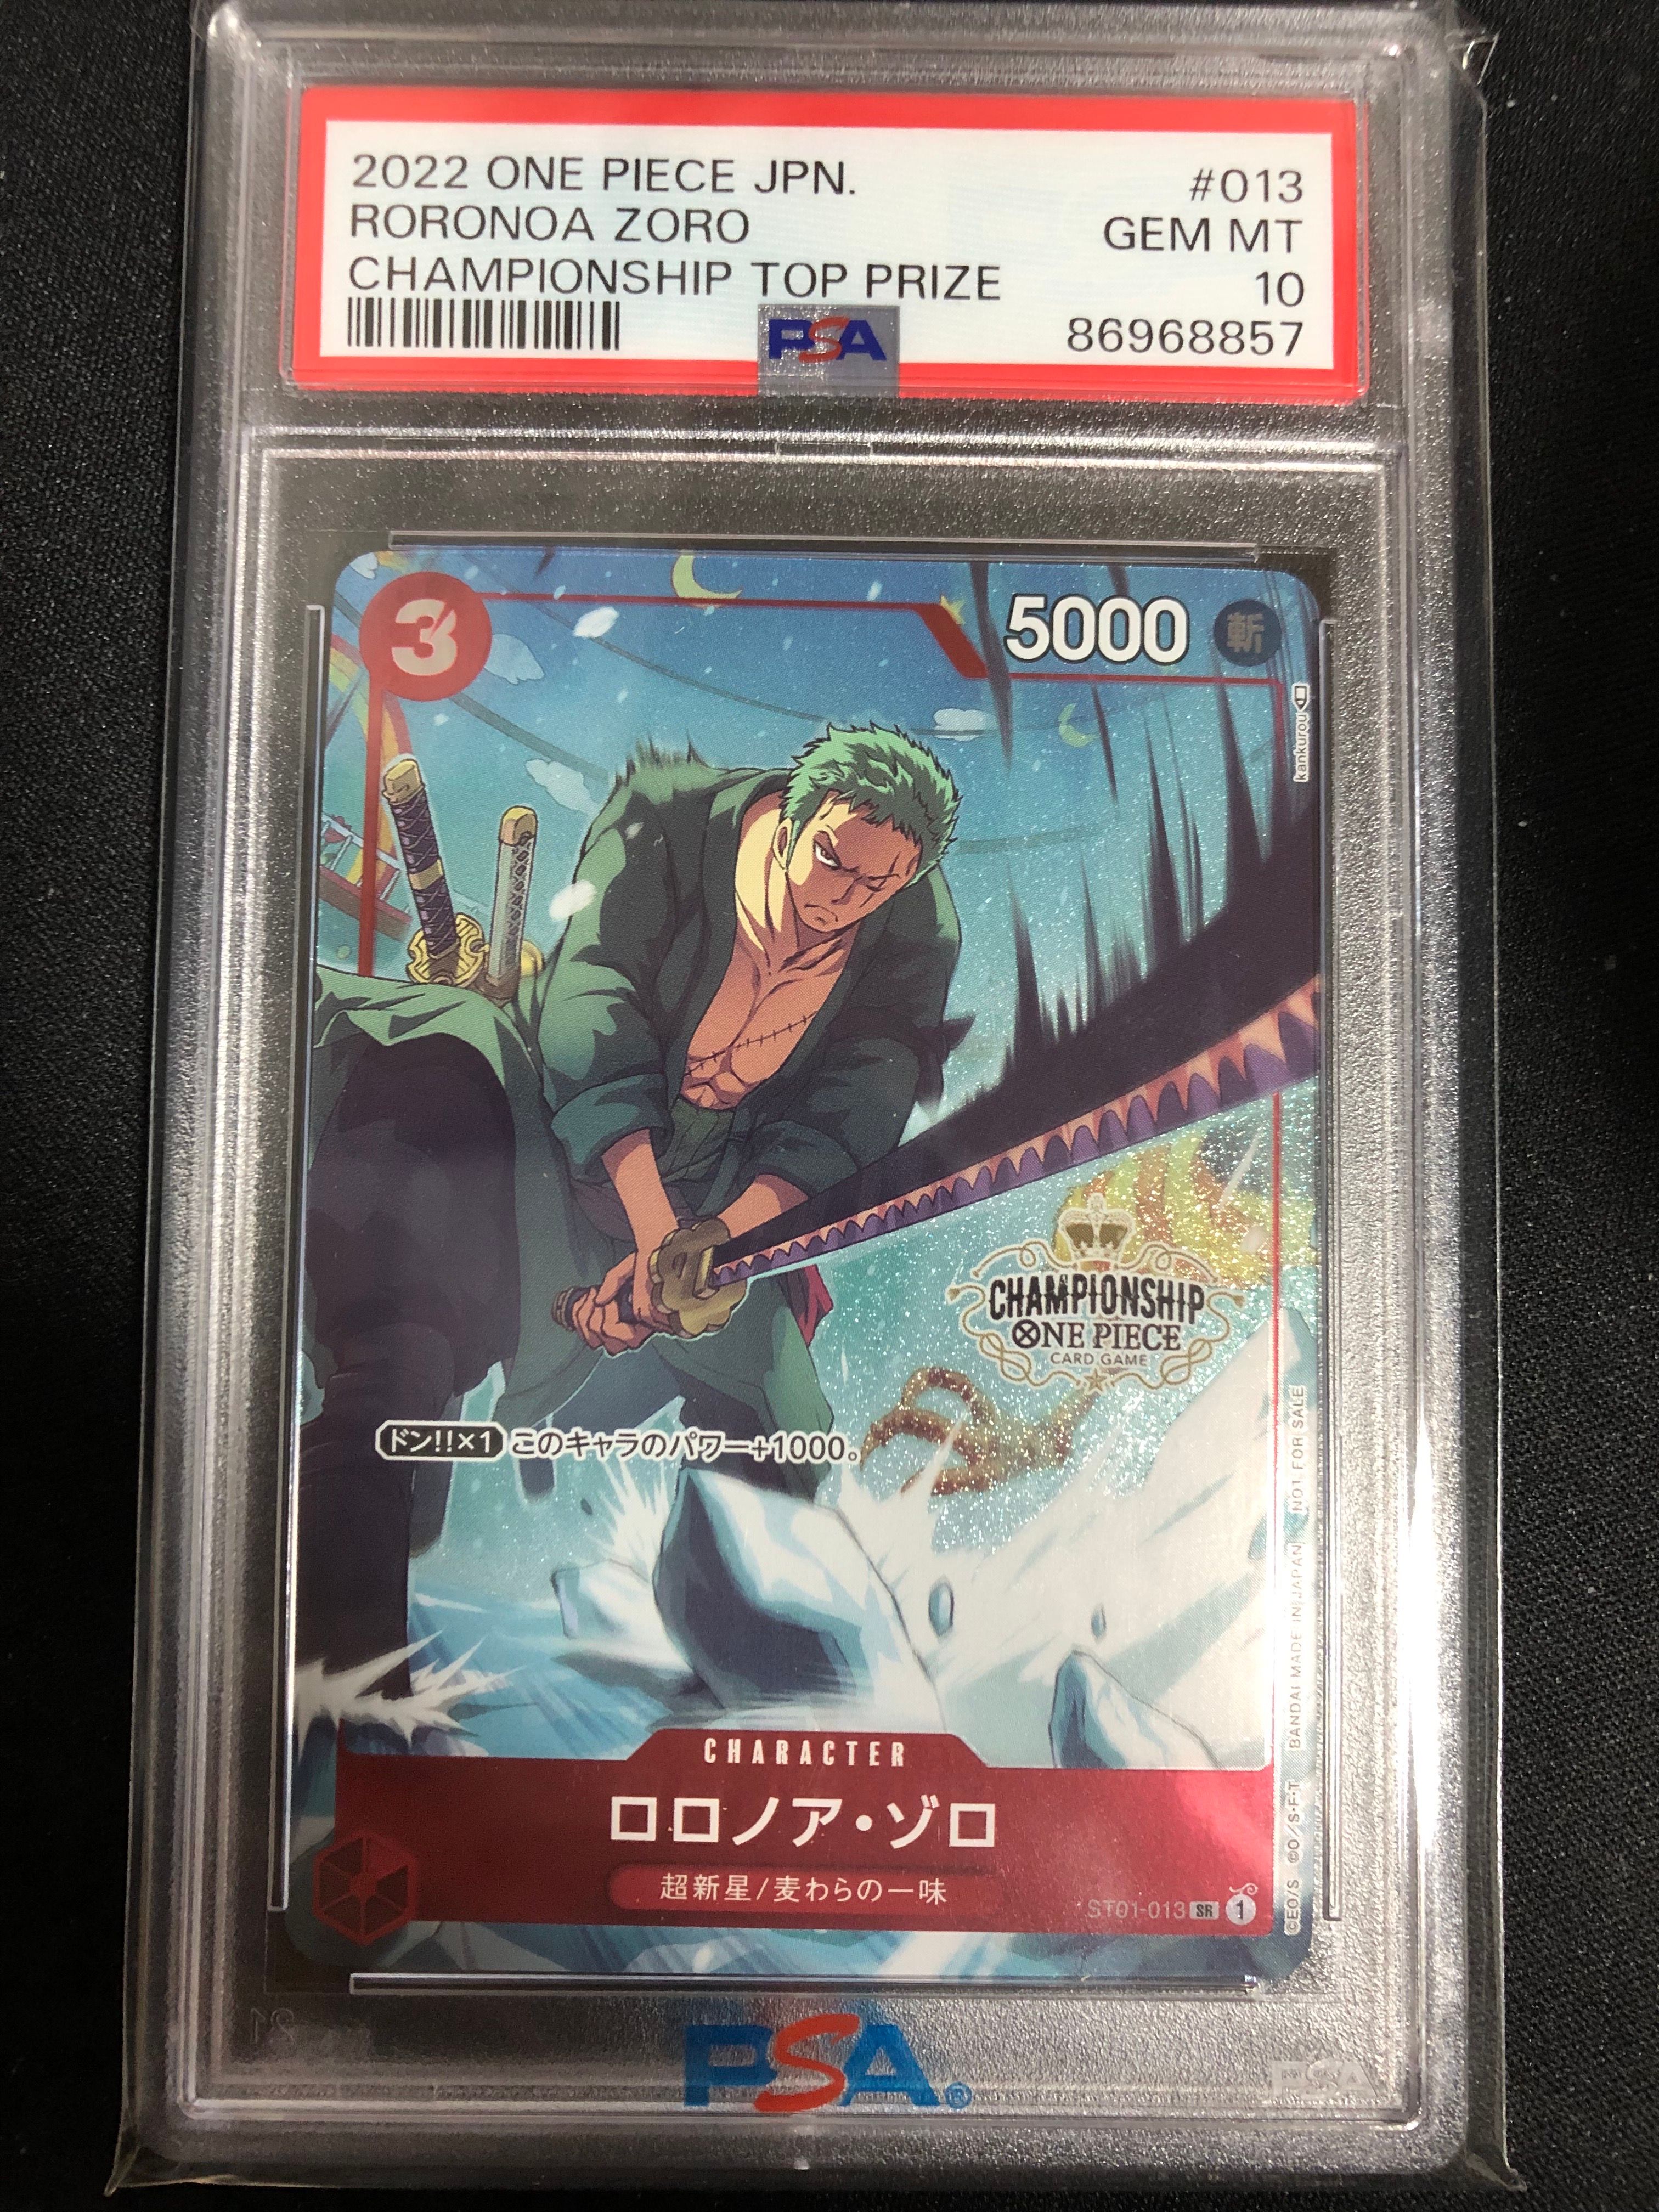 2022 ONE PIECE JPN. #013
RORONOA ZORO GEM MT
CHAMPIONSHIP TOP PRIZE 10
PSA 86968857
3
5000 斬
kankurou
CHAMPIONSHIP
ONE PIECE
CARD GAME
ドン!!×1 このキャラのパワー+1000。
CHARACTER
ロロノア・ゾロ
超新星/麦わらの一味
ST01-013 SR 1
©EO/S ©O/S・F・T BANDAI MADE IN JAPAN NOT FOR SALE
PSA®
PSA